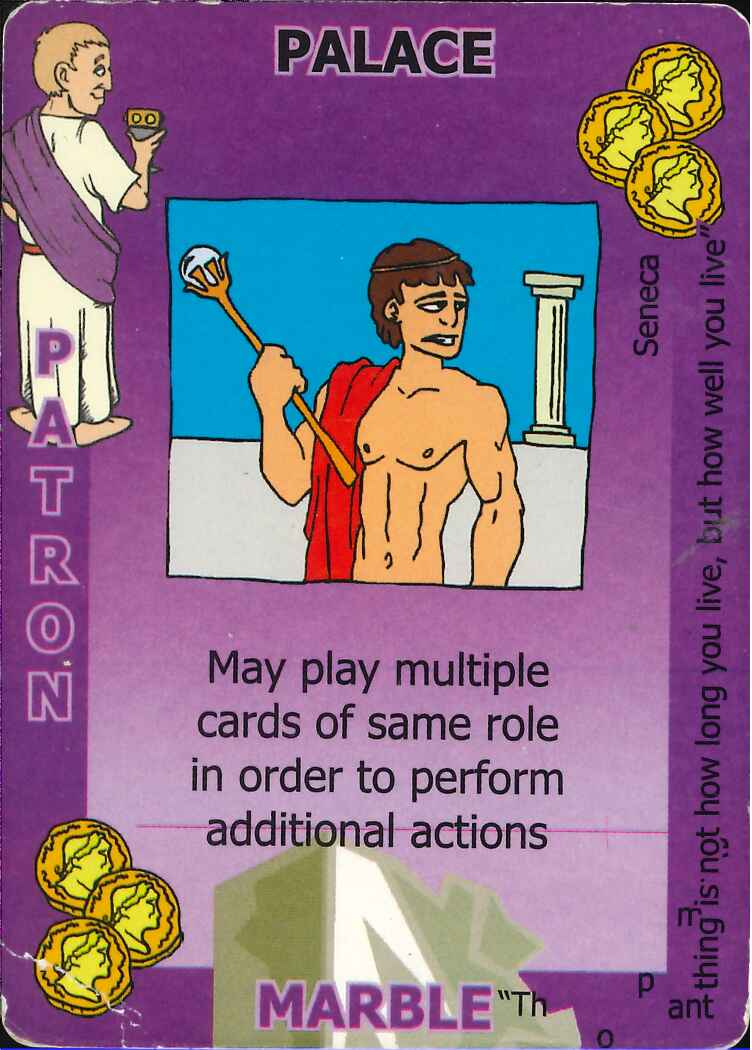 PALACE
PATRON
May play multiple
cards of same role
in order to perform
additional actions
MARBLE
“Th
o
p
ant
thing is not how long you live, but how well you live”
Seneca